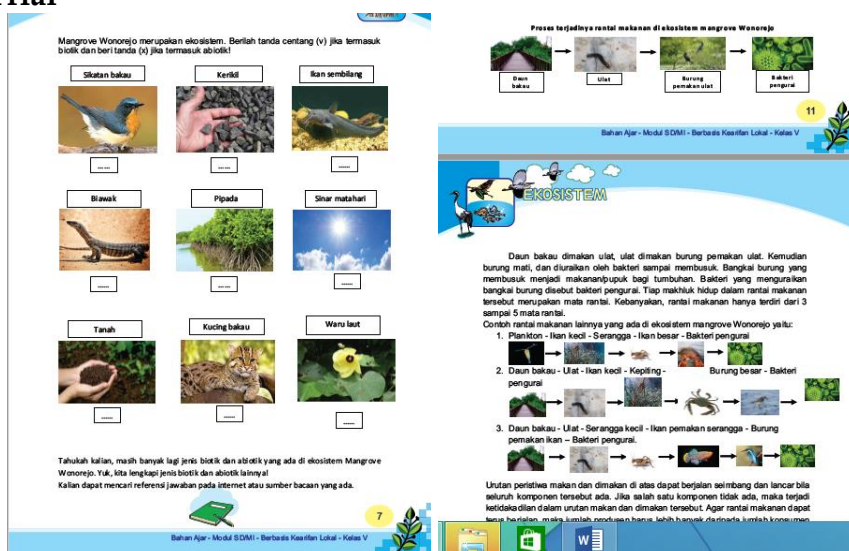 Mangrove Wonorejo merupakan ekosistem. Berilah tanda centang (v) jika termasuk
biotik dan beri tanda (x) jika termasuk abiotik!
Sikatan bakau
Kerikil
Ikan sembilang
......
......
......
Biawak
Pipada
Sinar matahari
......
......
......
Tanah
Kucing bakau
Waru laut
......
......
......
Tahukah kalian, masih banyak lagi jenis biotik dan abiotik yang ada di ekosistem Mangrove
Wonorejo. Yuk, kita lengkapi jenis biotik dan abiotik lainnya!
Kalian dapat mencari referensi jawaban pada internet atau sumber bacaan yang ada.
7
Bahan Ajar - Modul SD/MI - Berbasis Kearifan Lokal - Kelas V
Proses terjadinya rantai makanan di ekosistem mangrove Wonorejo
Daun
bakau
Ulat
Burung
pemakan ulat
Bakteri
pengurai
11
Bahan Ajar - Modul SD/MI - Berbasis Kearifan Lokal - Kelas V
EKOSISTEM
Daun bakau dimakan ulat, ulat dimakan burung pemakan ulat. Kemudian
burung mati, dan diuraikan oleh bakteri sampai membusuk. Bangkai burung yang
membusuk menjadi makanan/pupuk bagi tumbuhan. Bakteri yang menguraikan
bangkai burung disebut bakteri pengurai. Tiap makhluk hidup dalam rantai makanan
tersebut merupakan mata rantai. Kebanyakan, rantai makanan hanya terdiri dari 3
sampai 5 mata rantai.
Contoh rantai makanan lainnya yang ada di ekosistem mangrove Wonorejo yaitu:
1. Plankton - Ikan kecil - Serangga - Ikan besar - Bakteri pengurai
2. Daun bakau - Ulat - Ikan kecil - Kepiting - Burung besar - Bakteri
pengurai
3. Daun bakau - Ulat - Serangga kecil - Ikan pemakan serangga - Burung
pemakan ikan – Bakteri pengurai.
Urutan peristiwa makan dan dimakan di atas dapat berjalan seimbang dan lancar bila
seluruh komponen tersebut ada. Jika salah satu komponen tidak ada, maka terjadi
ketidakadilan dalam urutan makan dan dimakan tersebut. Agar rantai makanan dapat
terus berjalan, maka jumlah produsen harus lebih banyak daripada jumlah konsumen